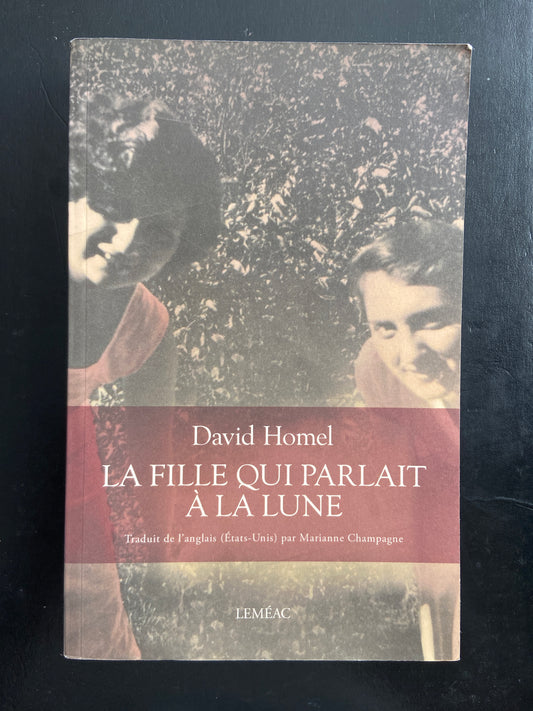 David Homel
LA FILLE QUI PARLAIT
À LA LUNE
Traduit de l'anglais (États-Unis) par Marianne Champagne
LEMÉAC